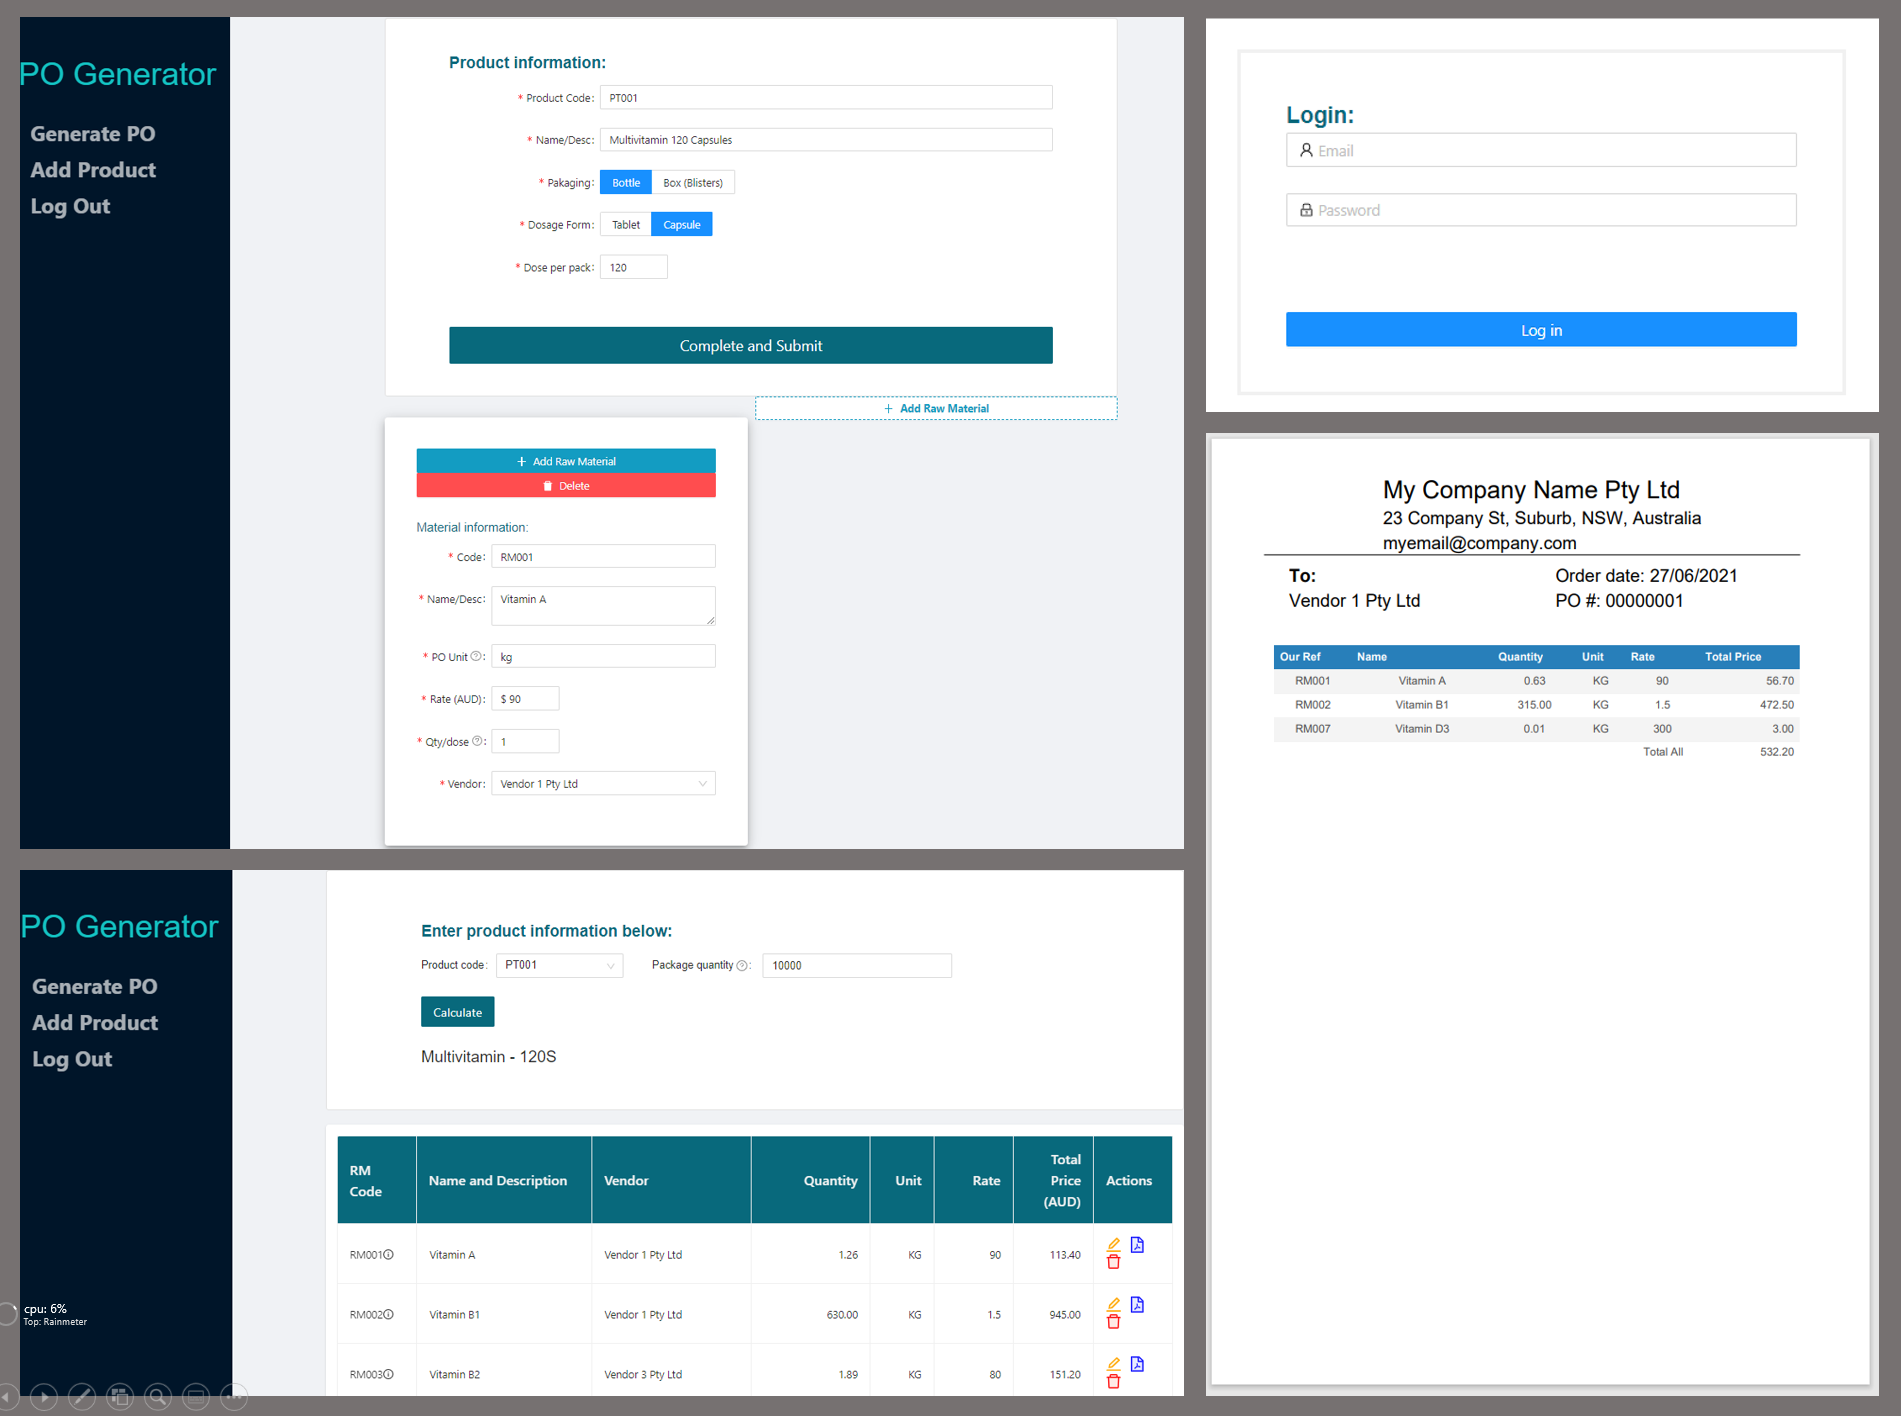 PO Generator
Generate PO
Add Product
Log Out
Product information:
* Product Code: PT001
* Name/Desc: Multivitamin 120 Capsules
* Pakaging: Bottle Box (Blisters)
* Dosage Form: Tablet Capsule
* Dose per pack: 120
Complete and Submit
+ Add Raw Material
+ Add Raw Material
Delete
Material information:
* Code: RM001
* Name/Desc: Vitamin A
* PO Unit : kg
* Rate (AUD): $ 90
* Qty/dose : 1
* Vendor: Vendor 1 Pty Ltd
Login:
Email
Password
Log in
My Company Name Pty Ltd
23 Company St, Suburb, NSW, Australia
myemail@company.com
To: Order date: 27/06/2021
Vendor 1 Pty Ltd PO #: 00000001
Our Ref Name Quantity Unit Rate Total Price
RM001 Vitamin A 0.63 KG 90 56.70
RM002 Vitamin B1 315.00 KG 1.5 472.50
RM007 Vitamin D3 0.01 KG 300 3.00
Total All 532.20
PO Generator
Generate PO
Add Product
Log Out
cpu: 6%
Top: Rainmeter
Enter product information below:
Product code: PT001 Package quantity : 10000
Calculate
Multivitamin - 120S
RM Code Name and Description Vendor Quantity Unit Rate Total Price (AUD) Actions
RM001 Vitamin A Vendor 1 Pty Ltd 1.26 KG 90 113.40
RM002 Vitamin B1 Vendor 1 Pty Ltd 630.00 KG 1.5 945.00
RM003 Vitamin B2 Vendor 3 Pty Ltd 1.89 KG 80 151.20